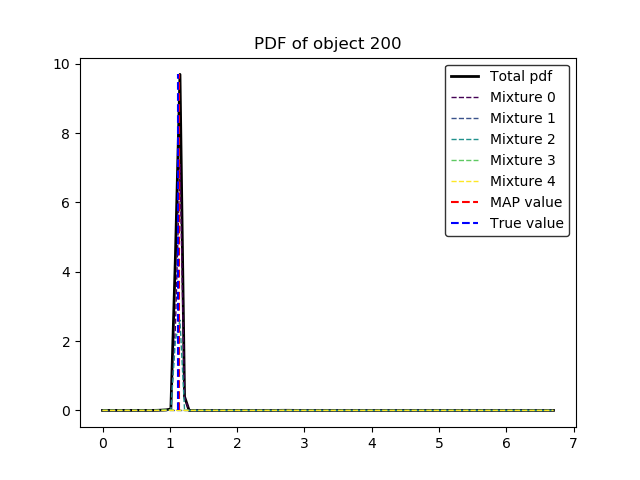 PDF of object 200
10
8
6
4
2
0
0 1 2 3 4 5 6 7
Total pdf
Mixture 0
Mixture 1
Mixture 2
Mixture 3
Mixture 4
MAP value
True value